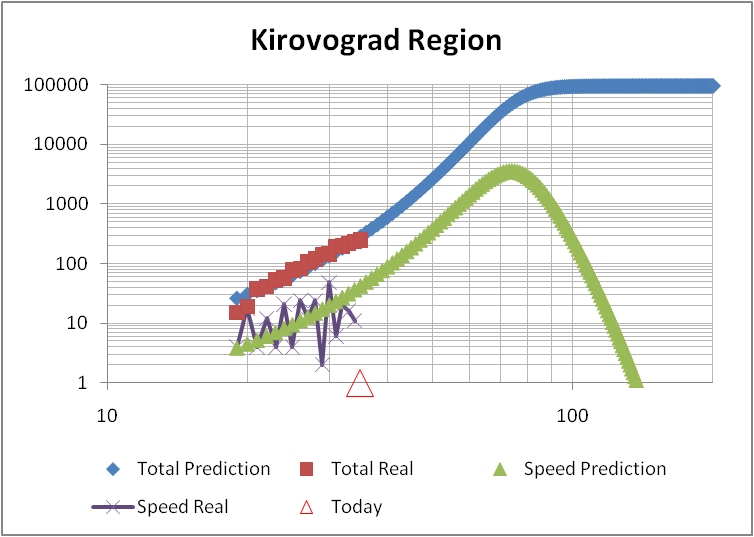 Kirovograd Region
100000
10000
1000
100
10
1
10 100
Total Prediction Total Real Speed Prediction
Speed Real Today